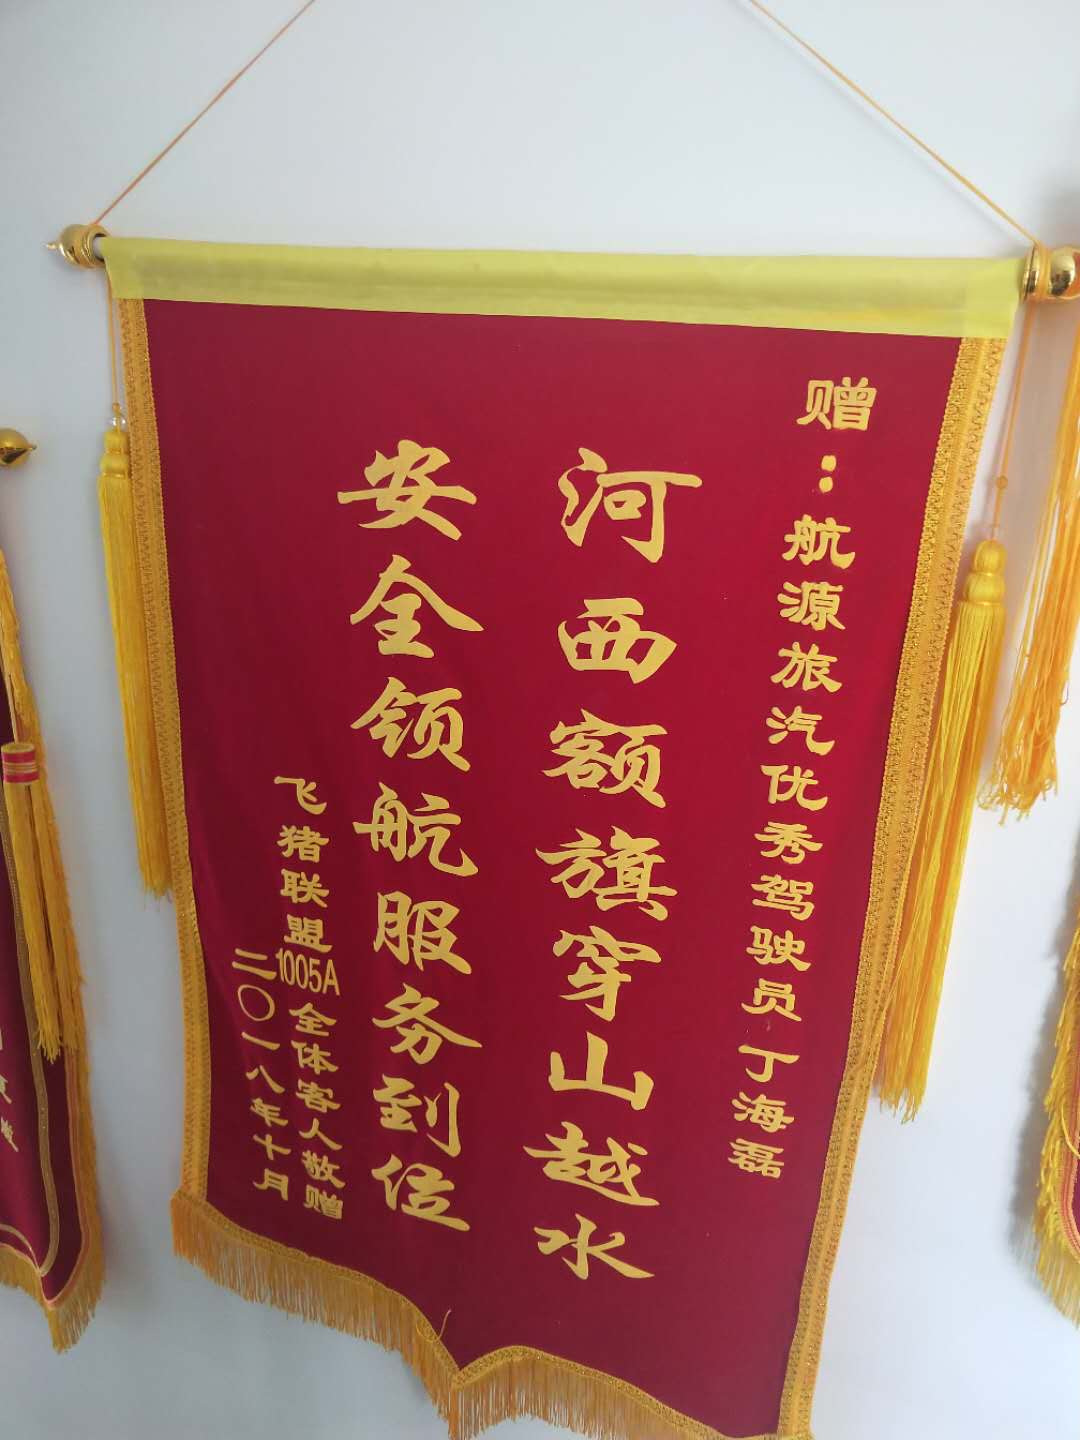 赠：航源旅汽优秀驾驶员丁海磊
河西额旗穿山越水
安全领航服务到位
飞猪联盟1005A全体客人敬赠
二〇一八年十月